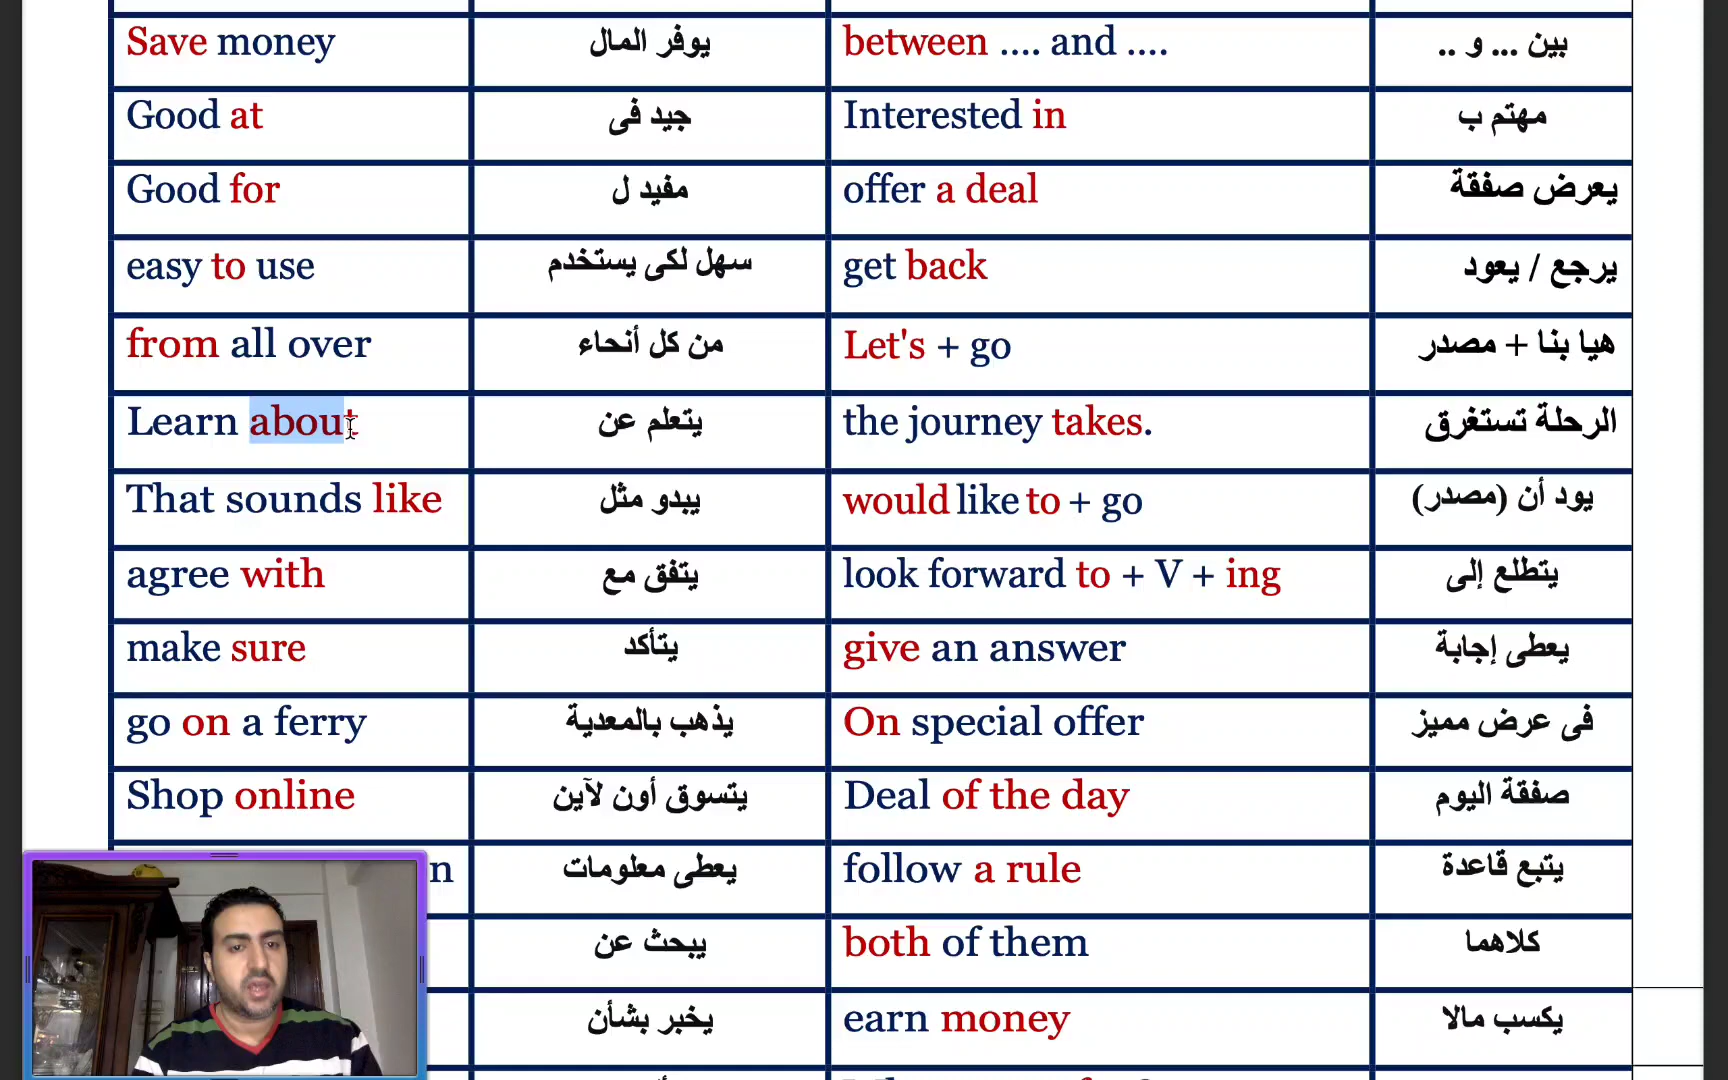 Save money يوفر المال between .... and .... بين ... و ..
Good at جيد فى Interested in مهتم ب
Good for مفيد ل offer a deal يعرض صفقة
easy to use سهل لكى يستخدم get back يرجع / يعود
from all over من كل أنحاء Let's + go هيا بنا + مصدر
Learn about يتعلم عن the journey takes. الرحلة تستغرق
That sounds like يبدو مثل would like to + go يود أن (مصدر)
agree with يتفق مع look forward to + V + ing يتطلع إلى
make sure يتأكد give an answer يعطى إجابة
go on a ferry يذهب بالمعدية On special offer فى عرض مميز
Shop online يتسوق أون لآين Deal of the day صفقة اليوم
n يعطى معلومات follow a rule يتبع قاعدة
يبحث عن both of them كلاهما
يخبر بشأن earn money يكسب مالا